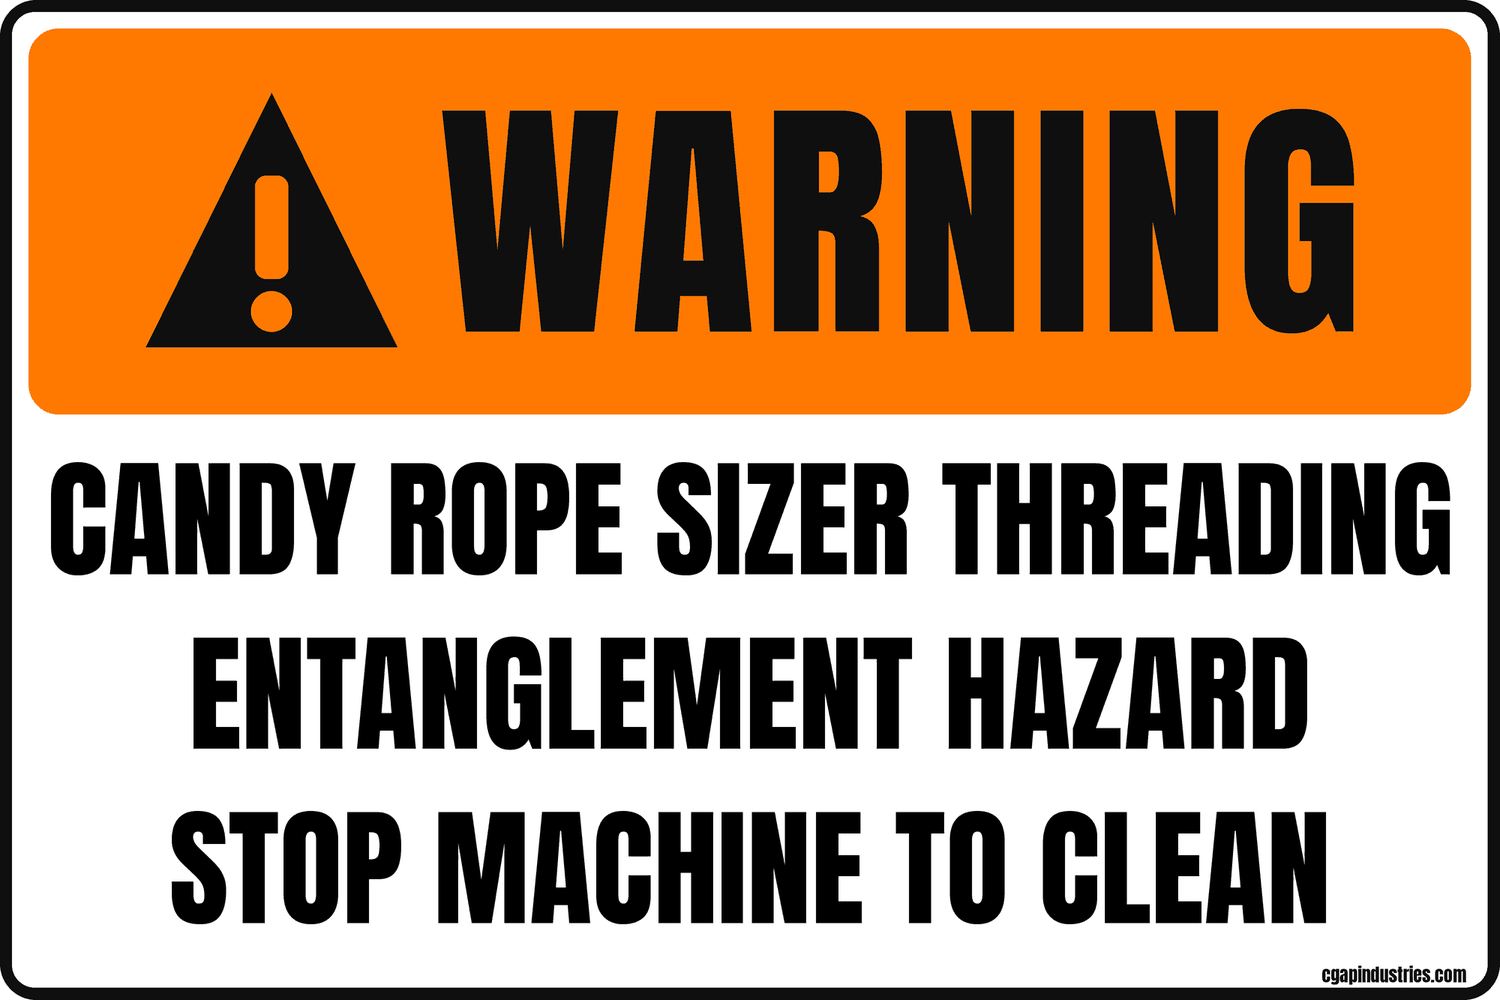 WARNING
CANDY ROPE SIZER THREADING
ENTANGLEMENT HAZARD
STOP MACHINE TO CLEAN
cgapindustries.com